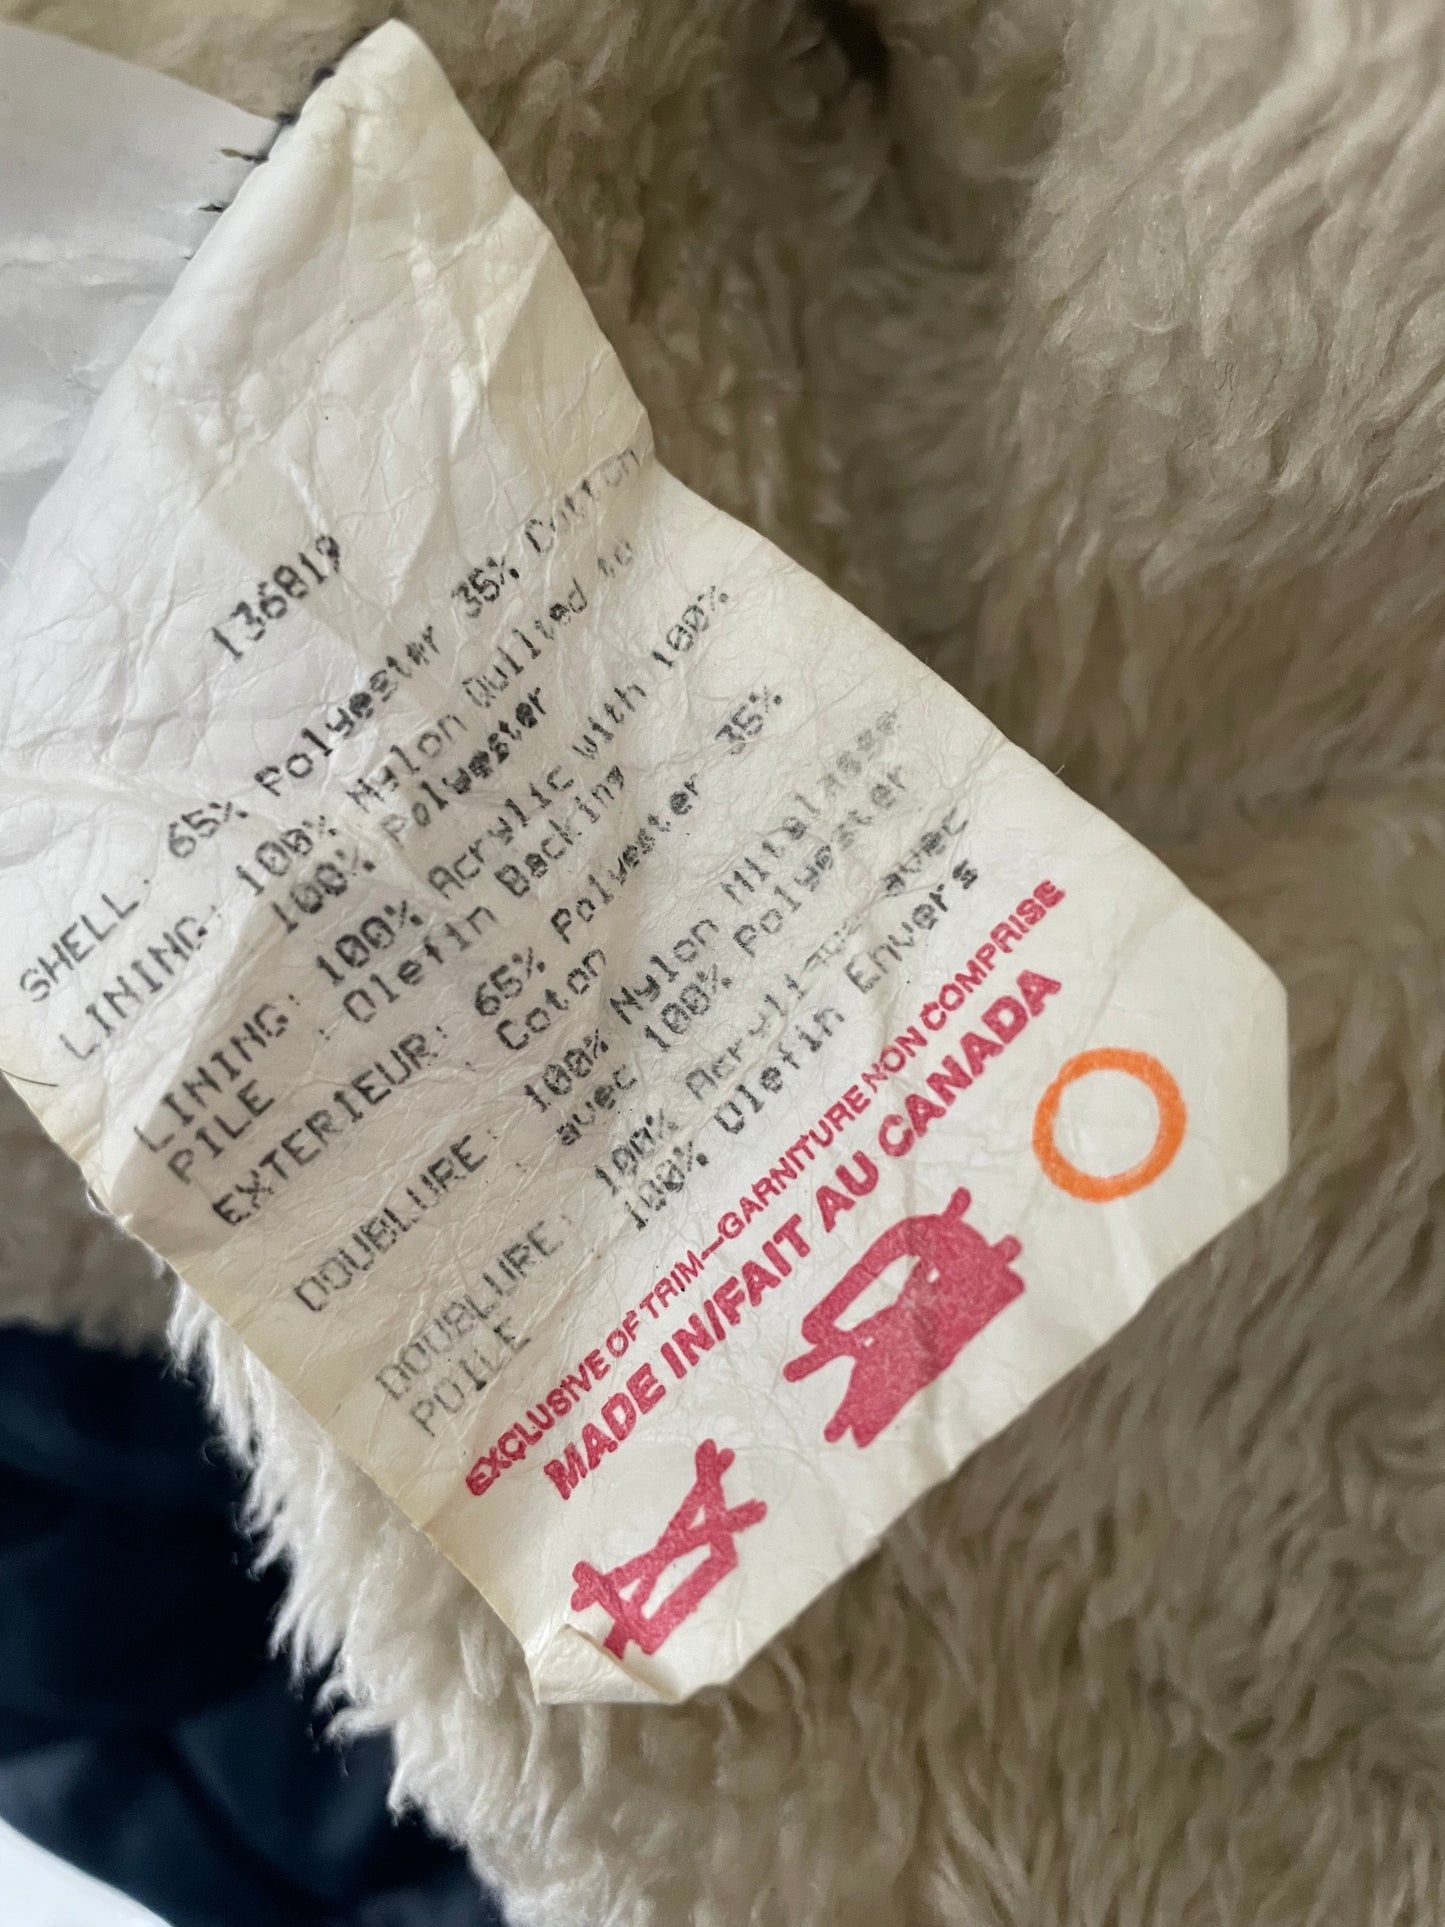 136819
SHELL: 65% Polyester 35% Cotton
LINING: 100% Nylon Quilted to
100% Polyester
LINING: 100% Acrylic with 100%
PILE : Olefin Backing
EXTERIEUR: 65% Polyester 35%
: Coton
DOUBLURE: 100% Nylon
: avec 100% Polyester
DOUBLURE: 100% avec
POILE 100% Olefin Envers
EXCLUSIVE OF TRIM—GARNITURE NON COMPRISE
MADE IN/FAIT AU CANADA